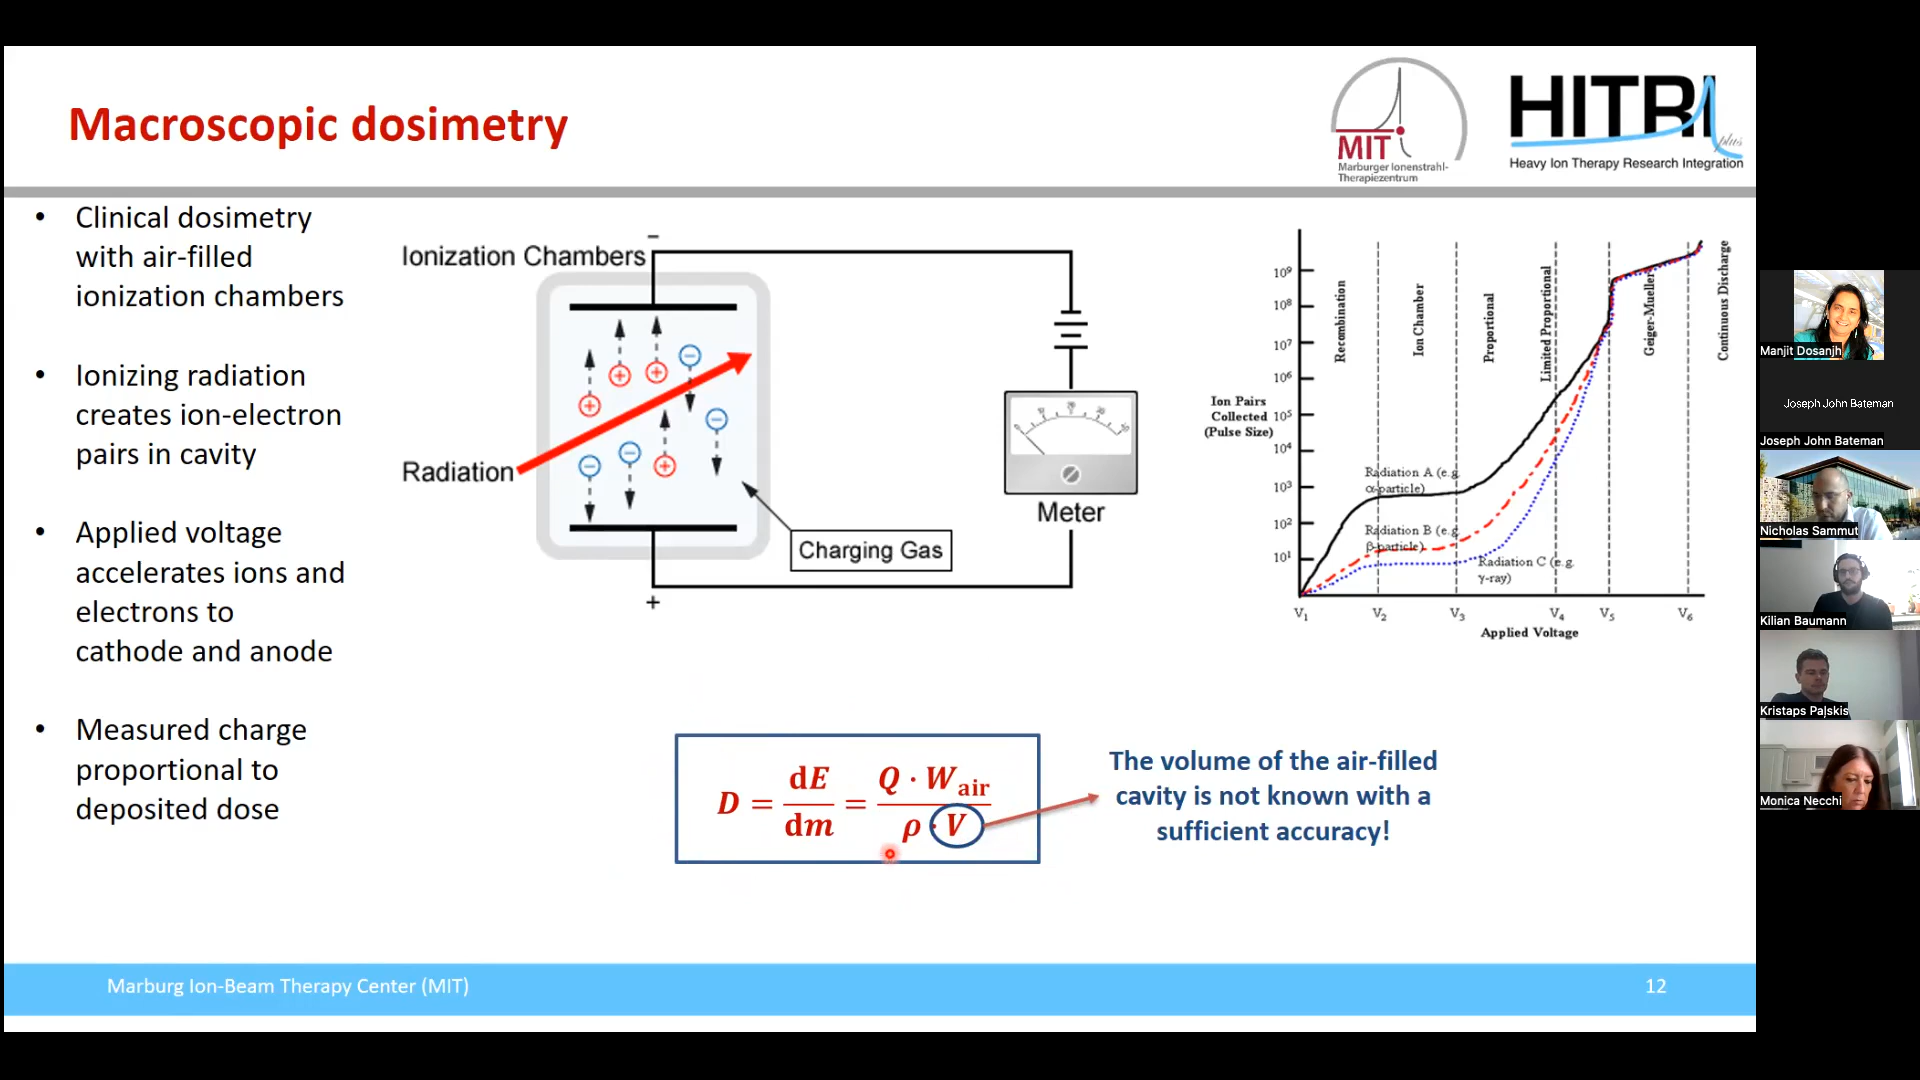 Macroscopic dosimetry
MIT
Marburger Ionenstrahl-
Therapiezentrum
HITRI
plus
Heavy Ion Therapy Research Integration
• Clinical dosimetry
with air-filled
ionization chambers
• Ionizing radiation
creates ion-electron
pairs in cavity
• Applied voltage
accelerates ions and
electrons to
cathode and anode
• Measured charge
proportional to
deposited dose
Ionization Chambers
−
Radiation
Charging Gas
+
Meter
Ion Pairs
Collected
(Pulse Size)
10⁹
10⁸
10⁷
10⁶
10⁵
10⁴
10³
10²
10¹
Recombination
Ion Chamber
Proportional
Limited Proportional
Geiger-Mueller
Continuous Discharge
Radiation A (e.g.
α-particle)
Radiation B (e.g.
β-particle)
Radiation C (e.g.
γ-ray)
V₁ V₂ V₃ V₄ V₅ V₆
Applied Voltage
D = dE/dm = Q · W_air / ρ · V
The volume of the air-filled
cavity is not known with a
sufficient accuracy!
Marburg Ion-Beam Therapy Center (MIT)
12
Manjit Dosanjh
Joseph John Bateman
Joseph John Bateman
Nicholas Sammut
Kilian Baumann
Kristaps Paļskis
Monica Necchi